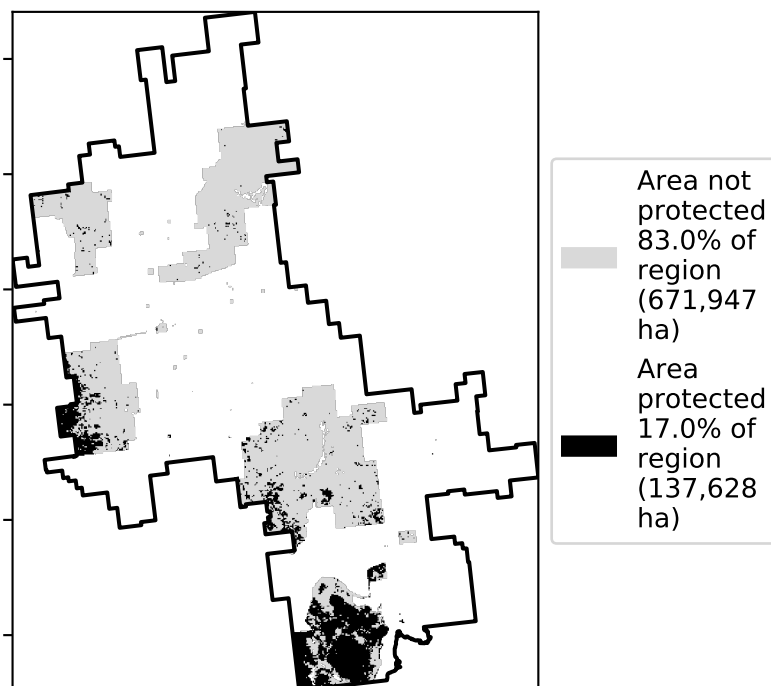 Area not
protected
83.0% of
region
(671,947
ha)
Area
protected
17.0% of
region
(137,628
ha)